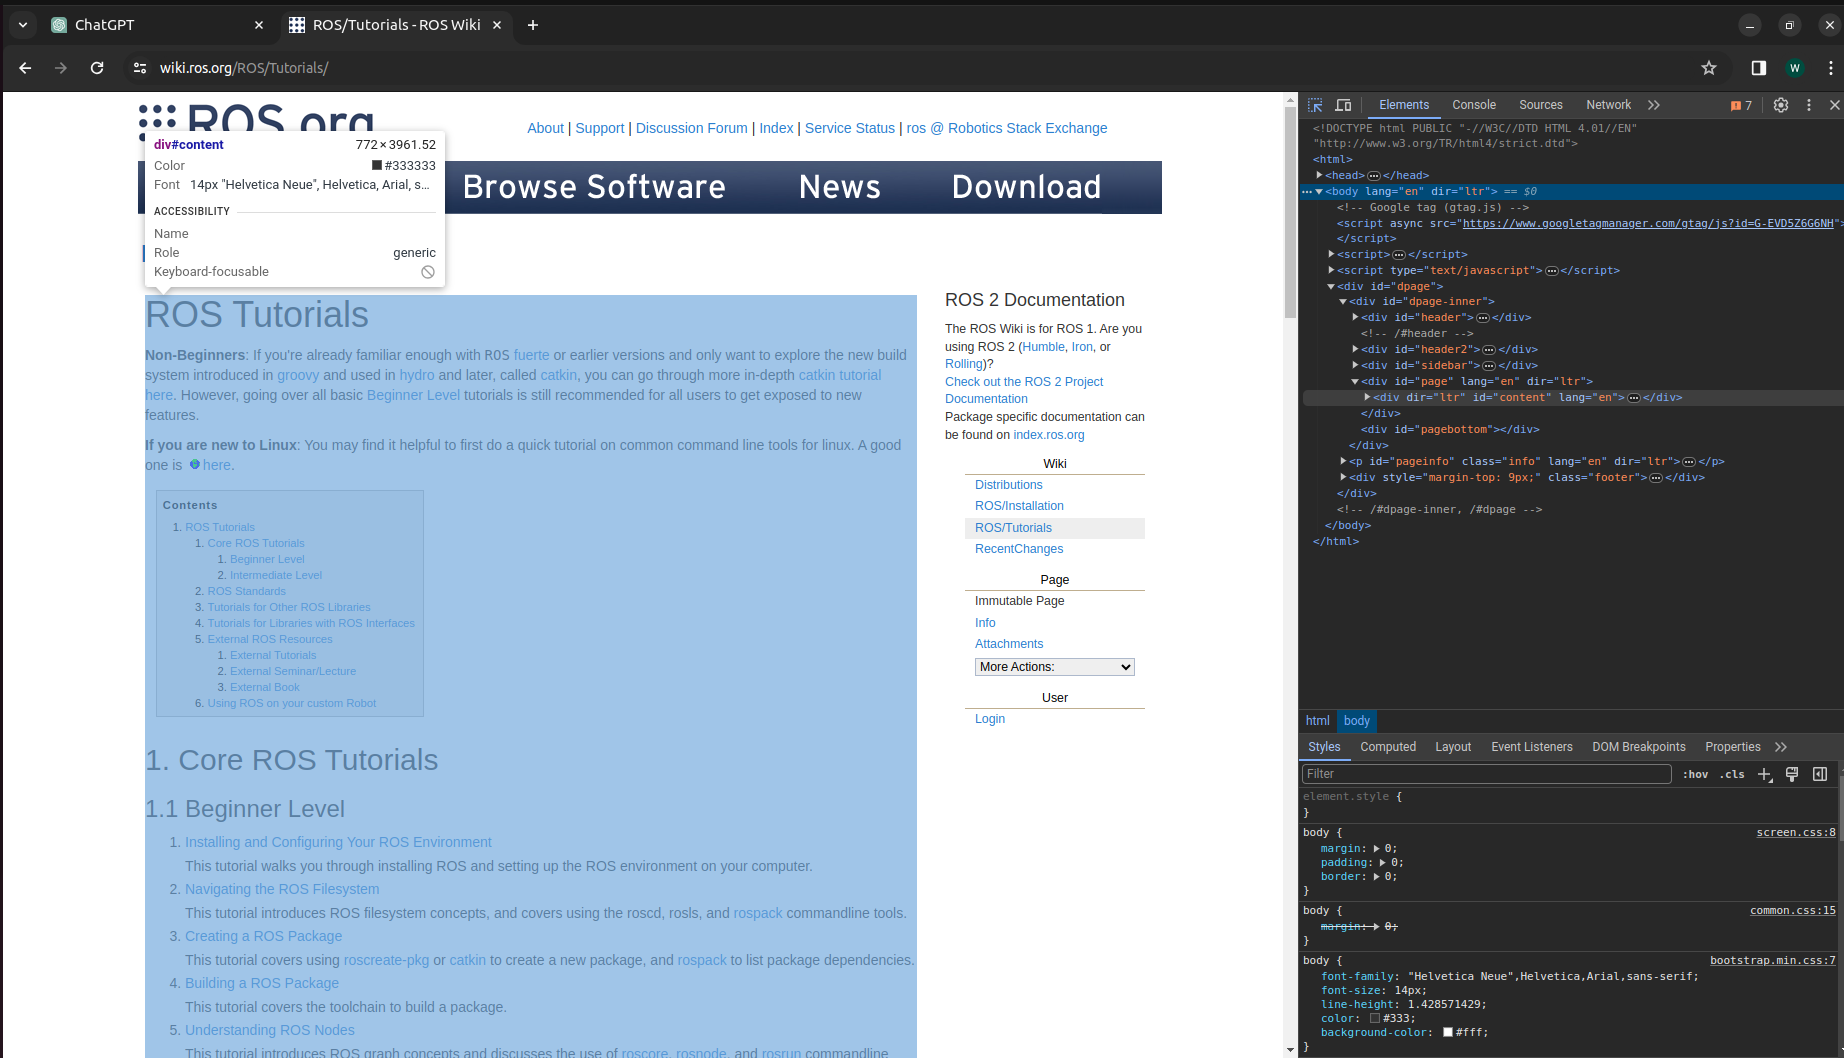 ChatGPT
ROS/Tutorials - ROS Wiki
W
wiki.ros.org/ROS/Tutorials/
ROS.org
About | Support | Discussion Forum | Index | Service Status | ros @ Robotics Stack Exchange
Browse Software
News
Download
div#content 772 × 3961.52
Color #333333
Font 14px "Helvetica Neue", Helvetica, Arial, s…
ACCESSIBILITY
Name
Role generic
Keyboard-focusable
ROS Tutorials
Non-Beginners: If you're already familiar enough with ROS fuerte or earlier versions and only want to explore the new build
system introduced in groovy and used in hydro and later, called catkin, you can go through more in-depth catkin tutorial
here. However, going over all basic Beginner Level tutorials is still recommended for all users to get exposed to new
features.
If you are new to Linux: You may find it helpful to first do a quick tutorial on common command line tools for linux. A good
one is here.
Contents
1. ROS Tutorials
1. Core ROS Tutorials
1. Beginner Level
2. Intermediate Level
2. ROS Standards
3. Tutorials for Other ROS Libraries
4. Tutorials for Libraries with ROS Interfaces
5. External ROS Resources
1. External Tutorials
2. External Seminar/Lecture
3. External Book
6. Using ROS on your custom Robot
1. Core ROS Tutorials
1.1 Beginner Level
1. Installing and Configuring Your ROS Environment
This tutorial walks you through installing ROS and setting up the ROS environment on your computer.
2. Navigating the ROS Filesystem
This tutorial introduces ROS filesystem concepts, and covers using the roscd, rosls, and rospack commandline tools.
3. Creating a ROS Package
This tutorial covers using roscreate-pkg or catkin to create a new package, and rospack to list package dependencies.
4. Building a ROS Package
This tutorial covers the toolchain to build a package.
5. Understanding ROS Nodes
This tutorial introduces ROS graph concepts and discusses the use of roscore, rosnode, and rosrun commandline
ROS 2 Documentation
The ROS Wiki is for ROS 1. Are you
using ROS 2 (Humble, Iron, or
Rolling)?
Check out the ROS 2 Project
Documentation
Package specific documentation can
be found on index.ros.org
Wiki
Distributions
ROS/Installation
ROS/Tutorials
RecentChanges
Page
Immutable Page
Info
Attachments
More Actions:
User
Login
Elements Console Sources Network 7
<!DOCTYPE html PUBLIC "-//W3C//DTD HTML 4.01//EN"
"http://www.w3.org/TR/html4/strict.dtd">
<html>
<head>…</head>
<body lang="en" dir="ltr"> == $0
<!-- Google tag (gtag.js) -->
<script async src="https://www.googletagmanager.com/gtag/js?id=G-EVD5Z6G6NH">
</script>
<script>…</script>
<script type="text/javascript">…</script>
<div id="dpage">
<div id="dpage-inner">
<div id="header">…</div>
<!-- /#header -->
<div id="header2">…</div>
<div id="sidebar">…</div>
<div id="page" lang="en" dir="ltr">
<div dir="ltr" id="content" lang="en">…</div>
</div>
<div id="pagebottom"></div>
</div>
<p id="pageinfo" class="info" lang="en" dir="ltr">…</p>
<div style="margin-top: 9px;" class="footer">…</div>
</div>
<!-- /#dpage-inner, /#dpage -->
</body>
</html>
html body
Styles Computed Layout Event Listeners DOM Breakpoints Properties
Filter :hov .cls
element.style {
}
body { screen.css:8
margin: 0;
padding: 0;
border: 0;
}
body { common.css:15
margin: 0;
}
body { bootstrap.min.css:7
font-family: "Helvetica Neue",Helvetica,Arial,sans-serif;
font-size: 14px;
line-height: 1.428571429;
color: #333;
background-color: #fff;
}